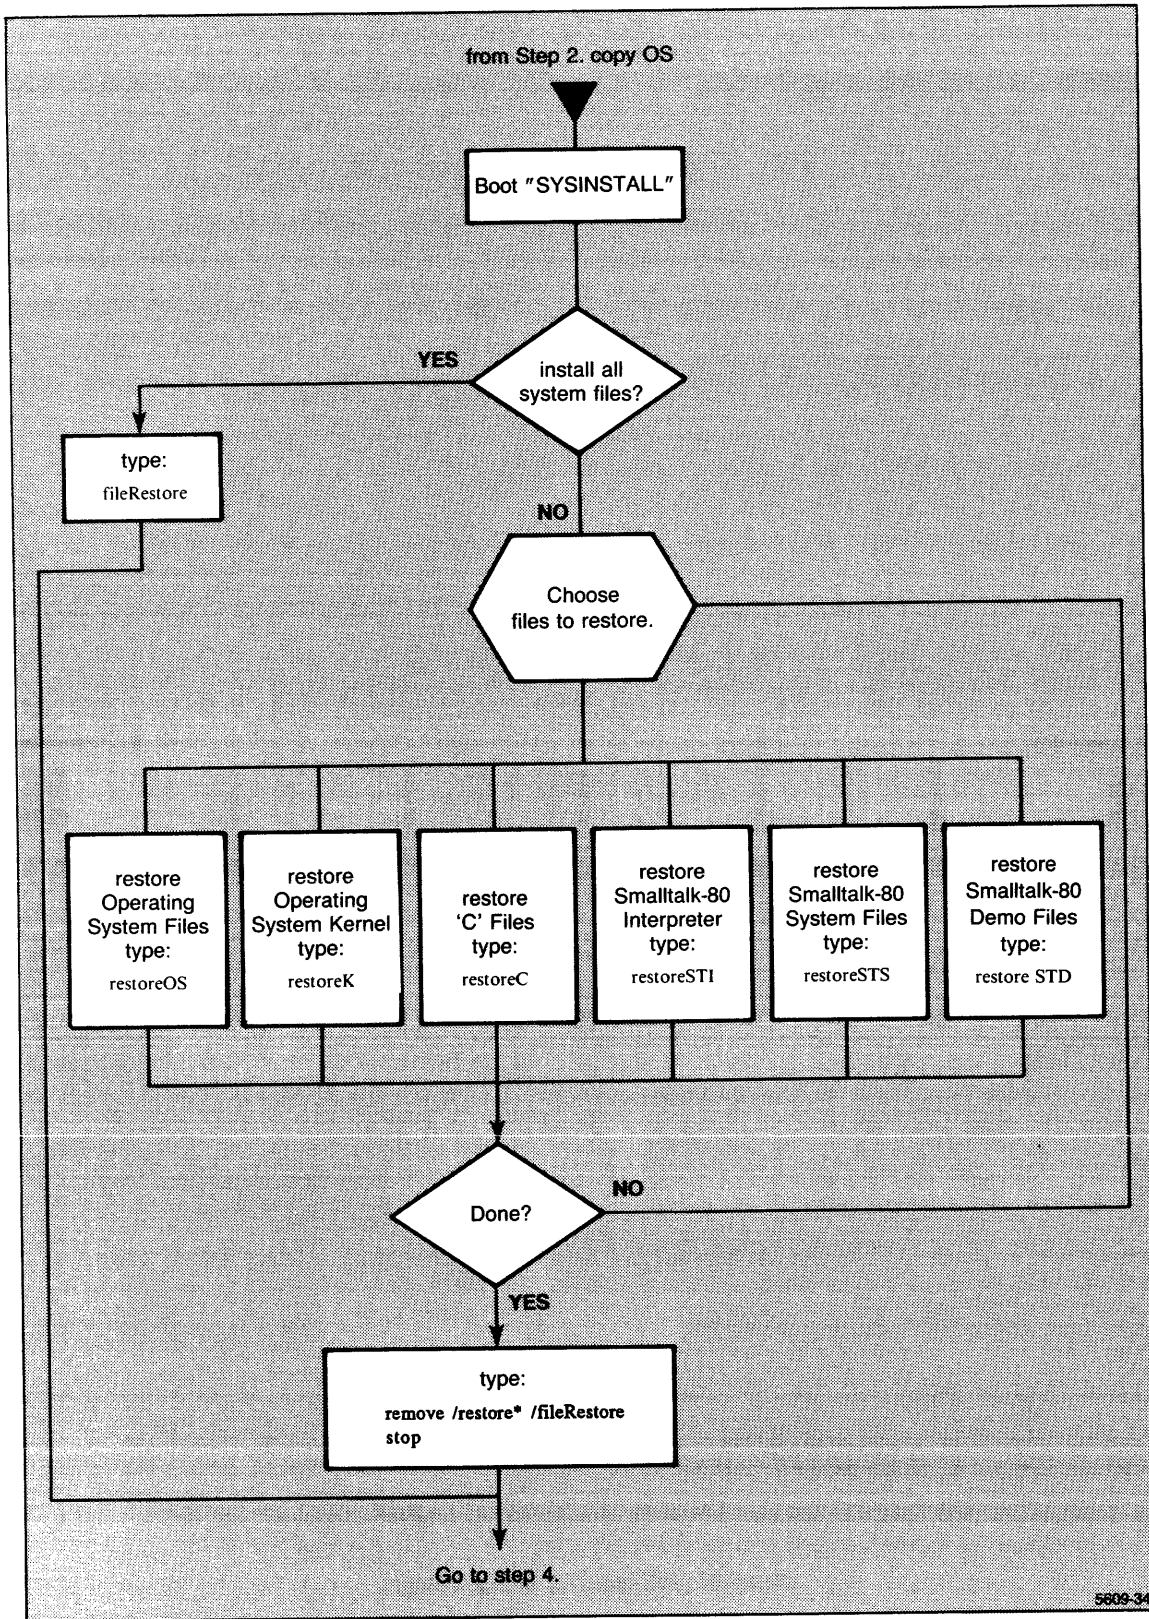 from Step 2. copy OS
Boot "SYSINSTALL"
install all
system files?
YES
type:
fileRestore
NO
Choose
files to restore.
restore
Operating
System Files
type:
restoreOS
restore
Operating
System Kernel
type:
restoreK
restore
'C' Files
type:
restoreC
restore
Smalltalk-80
Interpreter
type:
restoreSTI
restore
Smalltalk-80
System Files
type:
restoreSTS
restore
Smalltalk-80
Demo Files
type:
restore STD
Done?
NO
YES
type:
remove /restore* /fileRestore
stop
Go to step 4.
5609-34